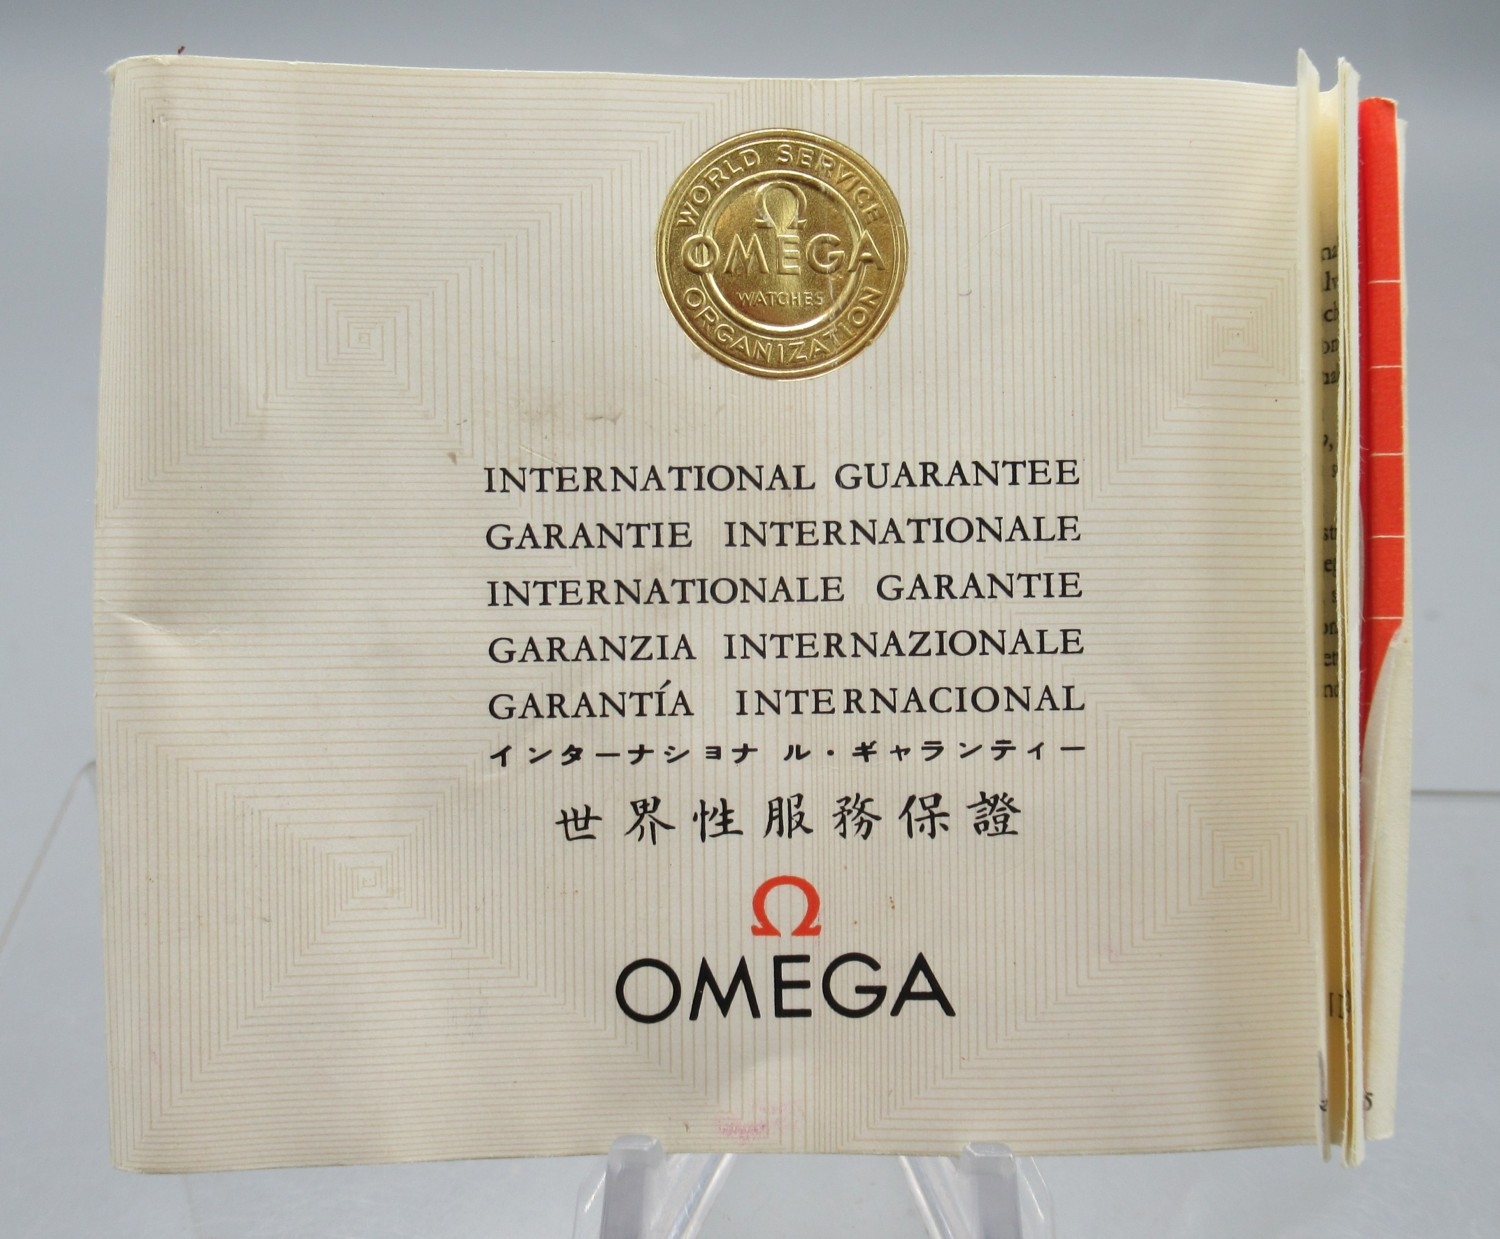 WORLD SERVICE
Ω
OMEGA
WATCHES
ORGANIZATION
INTERNATIONAL GUARANTEE
GARANTIE INTERNATIONALE
INTERNATIONALE GARANTIE
GARANZIA INTERNAZIONALE
GARANTÍA INTERNACIONAL
インターナショナル・ギャランティー
世界性服務保證
Ω
OMEGA